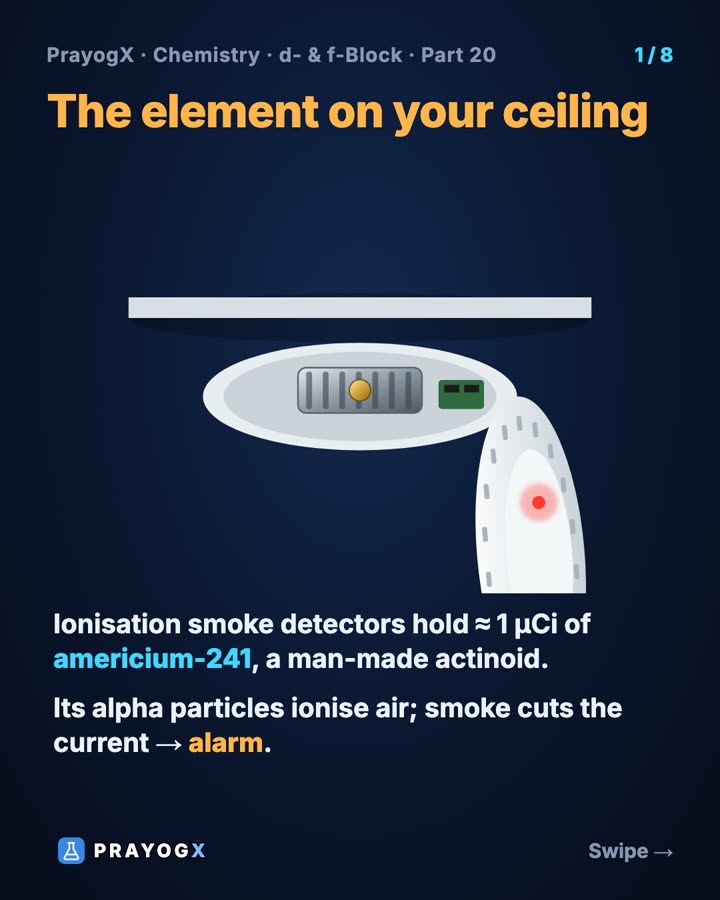 PrayogX · Chemistry · d- & f-Block · Part 20
1 / 8
The element on your ceiling
Ionisation smoke detectors hold ≈ 1 µCi of
americium-241, a man-made actinoid.
Its alpha particles ionise air; smoke cuts the
current → alarm.
PRAYOGX
Swipe →